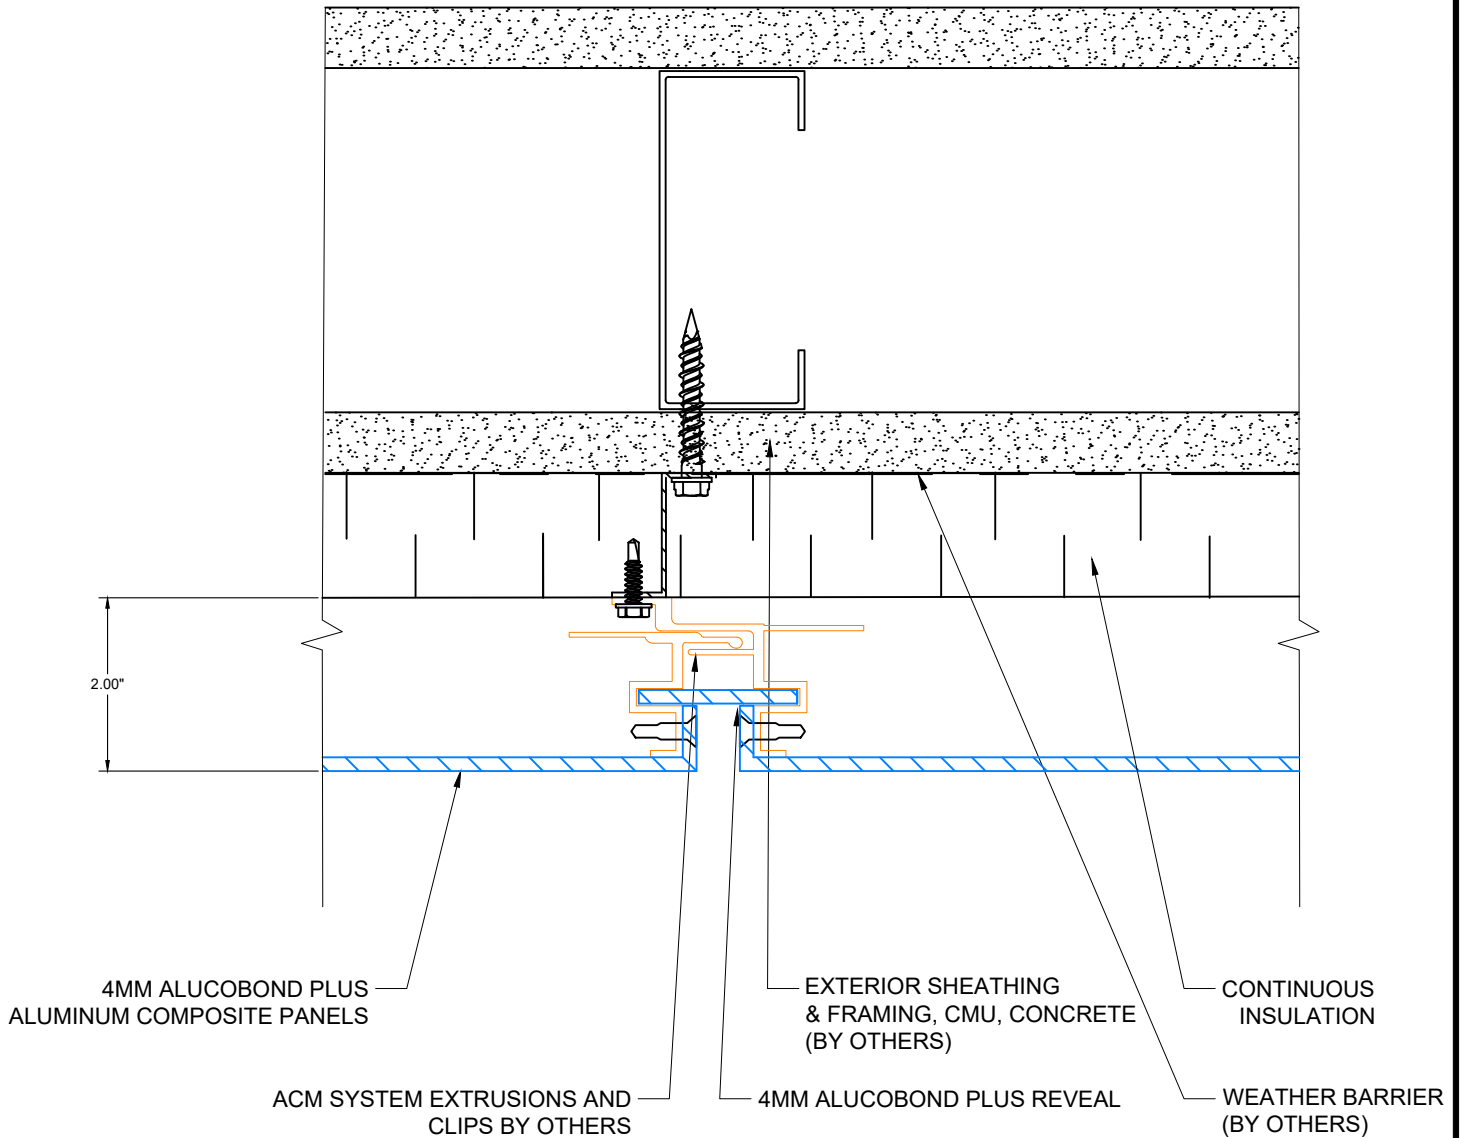 2.00"
4MM ALUCOBOND PLUS
ALUMINUM COMPOSITE PANELS
EXTERIOR SHEATHING
& FRAMING, CMU, CONCRETE
(BY OTHERS)
CONTINUOUS
INSULATION
ACM SYSTEM EXTRUSIONS AND
CLIPS BY OTHERS
4MM ALUCOBOND PLUS REVEAL
WEATHER BARRIER
(BY OTHERS)